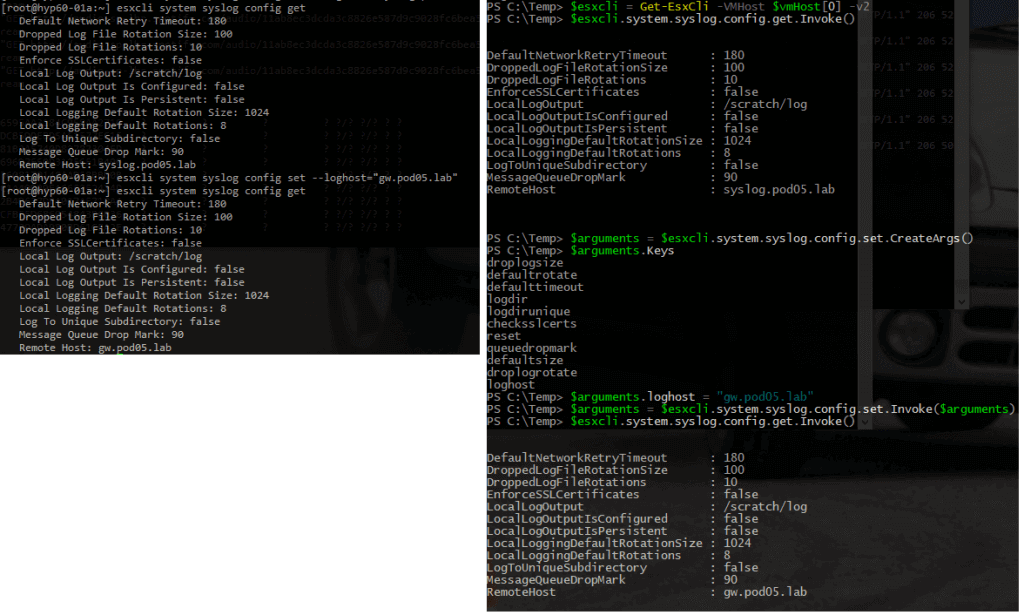 [root@hyp60-01a:~] esxcli system syslog config get
Default Network Retry Timeout: 180
Dropped Log File Rotation Size: 100
Dropped Log File Rotations: 10
Enforce SSLCertificates: false
Local Log Output: /scratch/log
Local Log Output Is Configured: false
Local Log Output Is Persistent: false
Local Logging Default Rotation Size: 1024
Local Logging Default Rotations: 8
Log To Unique Subdirectory: false
Message Queue Drop Mark: 90
Remote Host: syslog.pod05.lab
[root@hyp60-01a:~] esxcli system syslog config set --loghost="gw.pod05.lab"
[root@hyp60-01a:~] esxcli system syslog config get
Default Network Retry Timeout: 180
Dropped Log File Rotation Size: 100
Dropped Log File Rotations: 10
Enforce SSLCertificates: false
Local Log Output: /scratch/log
Local Log Output Is Configured: false
Local Log Output Is Persistent: false
Local Logging Default Rotation Size: 1024
Local Logging Default Rotations: 8
Log To Unique Subdirectory: false
Message Queue Drop Mark: 90
Remote Host: gw.pod05.lab
PS C:\Temp> $esxcli = Get-EsxCli -VMHost $vmHost[0] -v2
PS C:\Temp> $esxcli.system.syslog.config.get.Invoke()
DefaultNetworkRetryTimeout : 180
DroppedLogFileRotationSize : 100
DroppedLogFileRotations : 10
EnforceSSLCertificates : false
LocalLogOutput : /scratch/log
LocalLogOutputIsConfigured : false
LocalLogOutputIsPersistent : false
LocalLoggingDefaultRotationSize : 1024
LocalLoggingDefaultRotations : 8
LogToUniqueSubdirectory : false
MessageQueueDropMark : 90
RemoteHost : syslog.pod05.lab
PS C:\Temp> $arguments = $esxcli.system.syslog.config.set.CreateArgs()
PS C:\Temp> $arguments.Keys
droplogsize
defaultrotate
defaulttimeout
logdir
logdirunique
checksslcerts
reset
queuedropmark
defaultsize
droplogrotate
loghost
PS C:\Temp> $arguments.loghost = "gw.pod05.lab"
PS C:\Temp> $arguments = $esxcli.system.syslog.config.set.Invoke($arguments)
PS C:\Temp> $esxcli.system.syslog.config.get.Invoke()
DefaultNetworkRetryTimeout : 180
DroppedLogFileRotationSize : 100
DroppedLogFileRotations : 10
EnforceSSLCertificates : false
LocalLogOutput : /scratch/log
LocalLogOutputIsConfigured : false
LocalLogOutputIsPersistent : false
LocalLoggingDefaultRotationSize : 1024
LocalLoggingDefaultRotations : 8
LogToUniqueSubdirectory : false
MessageQueueDropMark : 90
RemoteHost : gw.pod05.lab